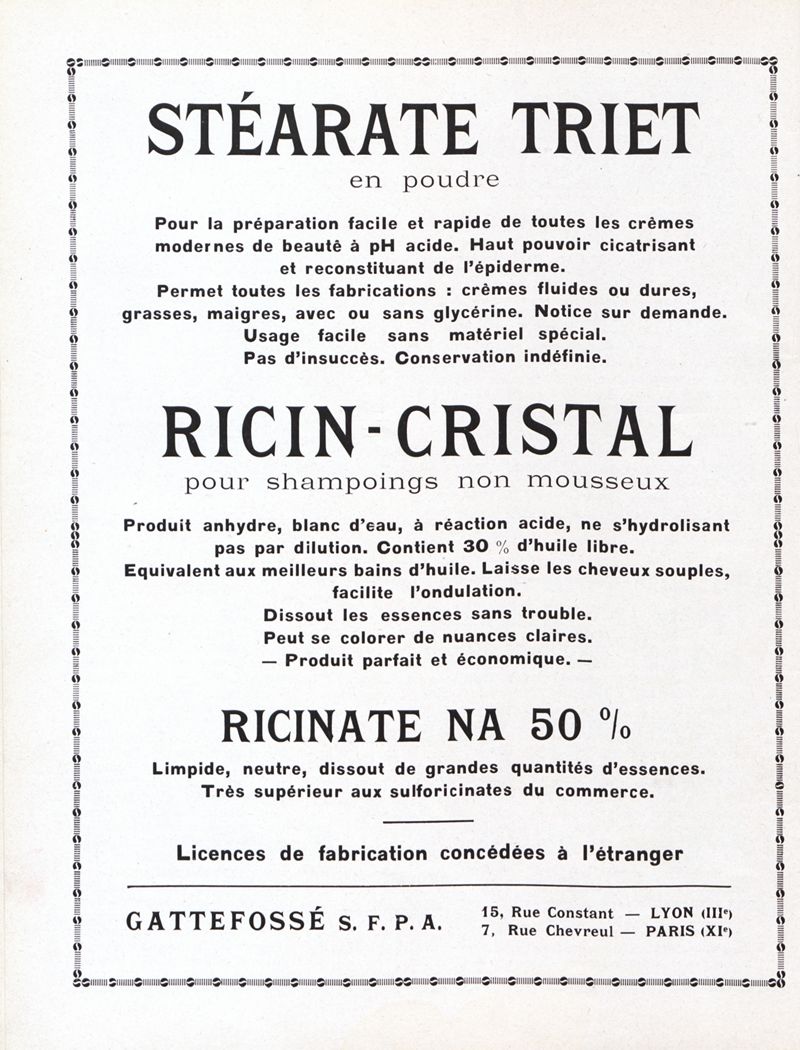 STÉARATE TRIET
en poudre
Pour la préparation facile et rapide de toutes les crèmes
modernes de beautê à pH acide. Haut pouvoir cicatrisant
et reconstituant de l'épiderme.
Permet toutes les fabrications : crèmes fluides ou dures,
grasses, maigres, avec ou sans glycérine. Notice sur demande.
Usage facile sans matériel spécial.
Pas d'insuccès. Conservation indéfinie.
RICIN-CRISTAL
pour shampoings non mousseux
Produit anhydre, blanc d'eau, à réaction acide, ne s'hydrolisant
pas par dilution. Contient 30 % d'huile libre.
Equivalent aux meilleurs bains d'huile. Laisse les cheveux souples,
facilite l'ondulation.
Dissout les essences sans trouble.
Peut se colorer de nuances claires.
— Produit parfait et économique. —
RICINATE NA 50 %
Limpide, neutre, dissout de grandes quantités d'essences.
Très supérieur aux sulforicinates du commerce.
Licences de fabrication concédées à l'étranger
GATTEFOSSÉ S. F. P. A.
15, Rue Constant — LYON (IIIe)
7, Rue Chevreul — PARIS (XIe)